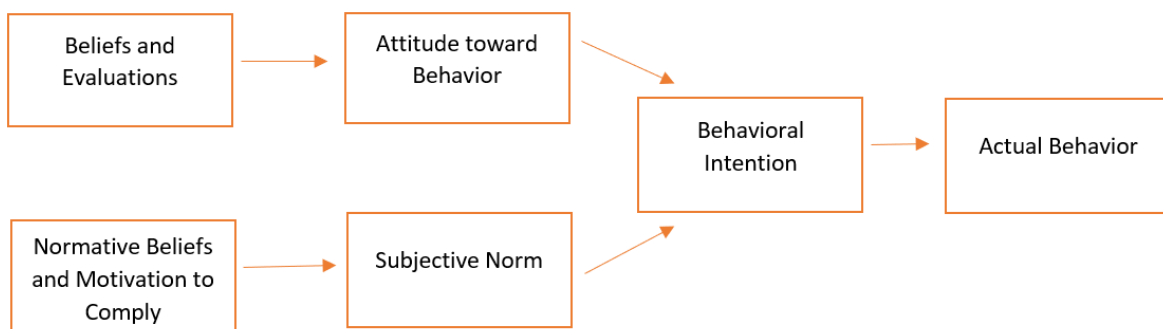 Beliefs and
Evaluations
Attitude toward
Behavior
Behavioral
Intention
Actual Behavior
Normative Beliefs
and Motivation to
Comply
Subjective Norm